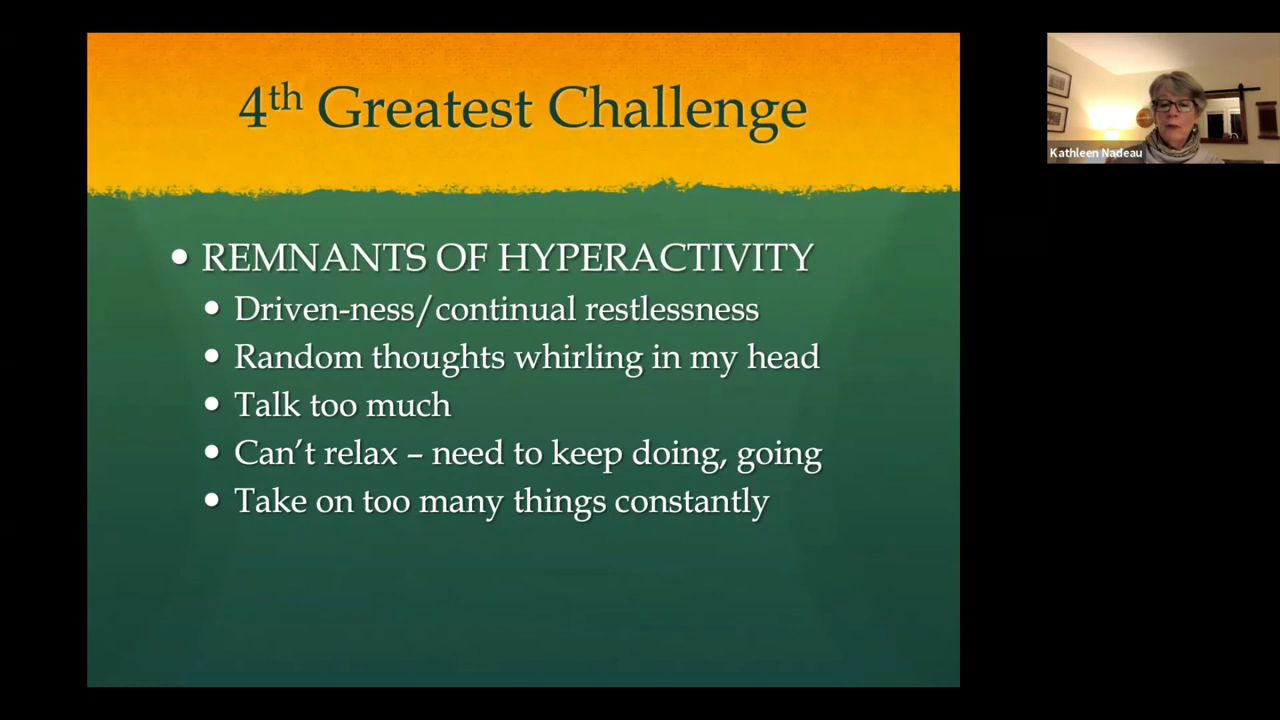 4th Greatest Challenge
• REMNANTS OF HYPERACTIVITY
• Driven-ness/continual restlessness
• Random thoughts whirling in my head
• Talk too much
• Can’t relax – need to keep doing, going
• Take on too many things constantly
Kathleen Nadeau